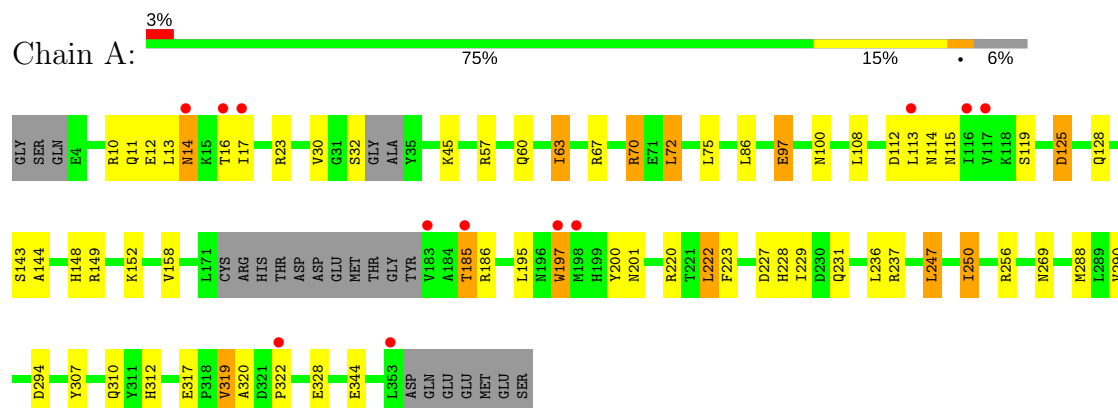 3%
Chain A:
75% 15% • 6%
GLY SER GLN E4 R10 Q11 E12 L13 N14 K15 T16 I17 R23 V30 G31 S32 GLY ALA Y35 K45 R57 Q60 I63 R67 R70 E71 L72 L75 L86 E97 N100 L108 D112 L113 N114 N115 I116 V117 K118 S119 D125 Q128
S143 A144 H148 R149 K152 V158 L171 CYS ARG HIS THR ASP ASP GLU MET THR GLY TYR V183 A184 T185 R186 L195 N196 W197 M198 H199 Y200 N201 R220 T221 L222 F223 D227 H228 I229 D230 Q231 L236 R237 L247 I250 R256 N269 M288 L289
D294 Y307 Q310 Y311 H312 E317 P318 V319 A320 D321 P322 E328 E344 L353 ASP GLN GLU GLU MET GLU SER